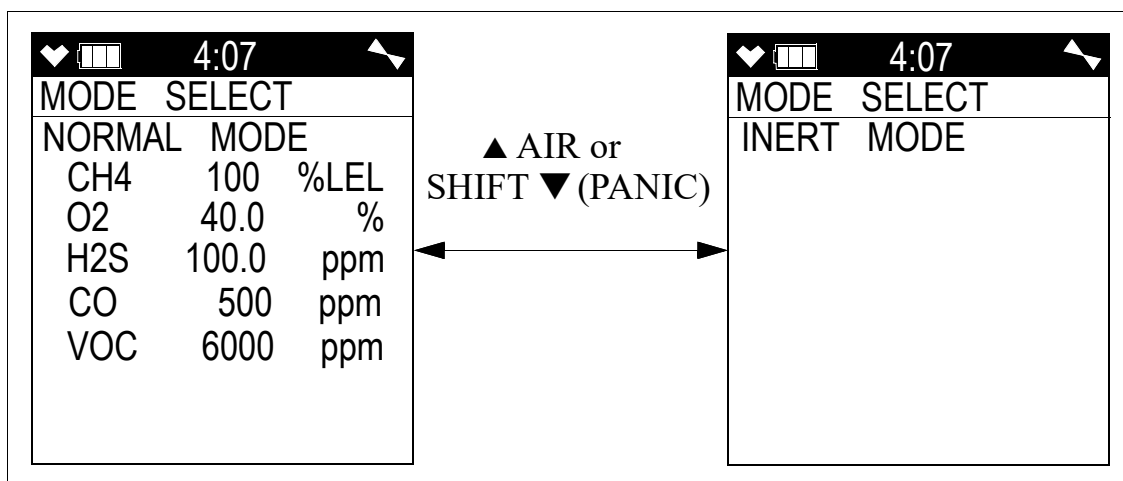 4:07
MODE SELECT
NORMAL MODE
CH4 100 %LEL
O2 40.0 %
H2S 100.0 ppm
CO 500 ppm
VOC 6000 ppm
▲ AIR or
SHIFT ▼ (PANIC)
4:07
MODE SELECT
INERT MODE